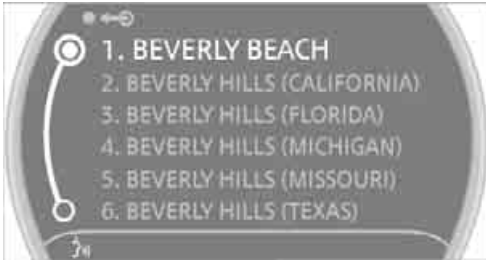 1. BEVERLY BEACH
2. BEVERLY HILLS (CALIFORNIA)
3. BEVERLY HILLS (FLORIDA)
4. BEVERLY HILLS (MICHIGAN)
5. BEVERLY HILLS (MISSOURI)
6. BEVERLY HILLS (TEXAS)